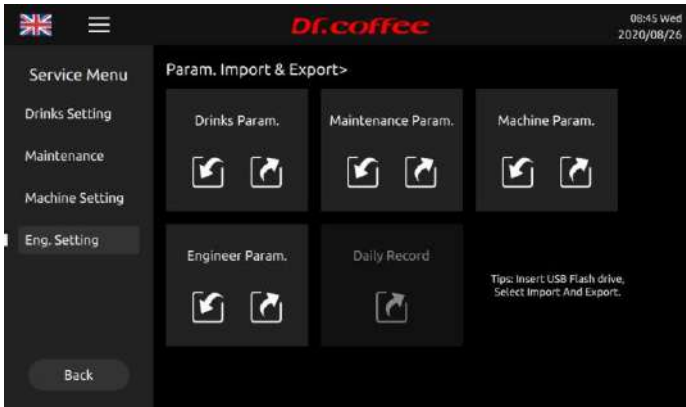 Dr.coffee
08:45 Wed
2020/08/26
Service Menu
Drinks Setting
Maintenance
Machine Setting
Eng. Setting
Back
Param. Import & Export>
Drinks Param.
Maintenance Param.
Machine Param.
Engineer Param.
Daily Record
Tips: Insert USB Flash drive,
Select Import And Export.